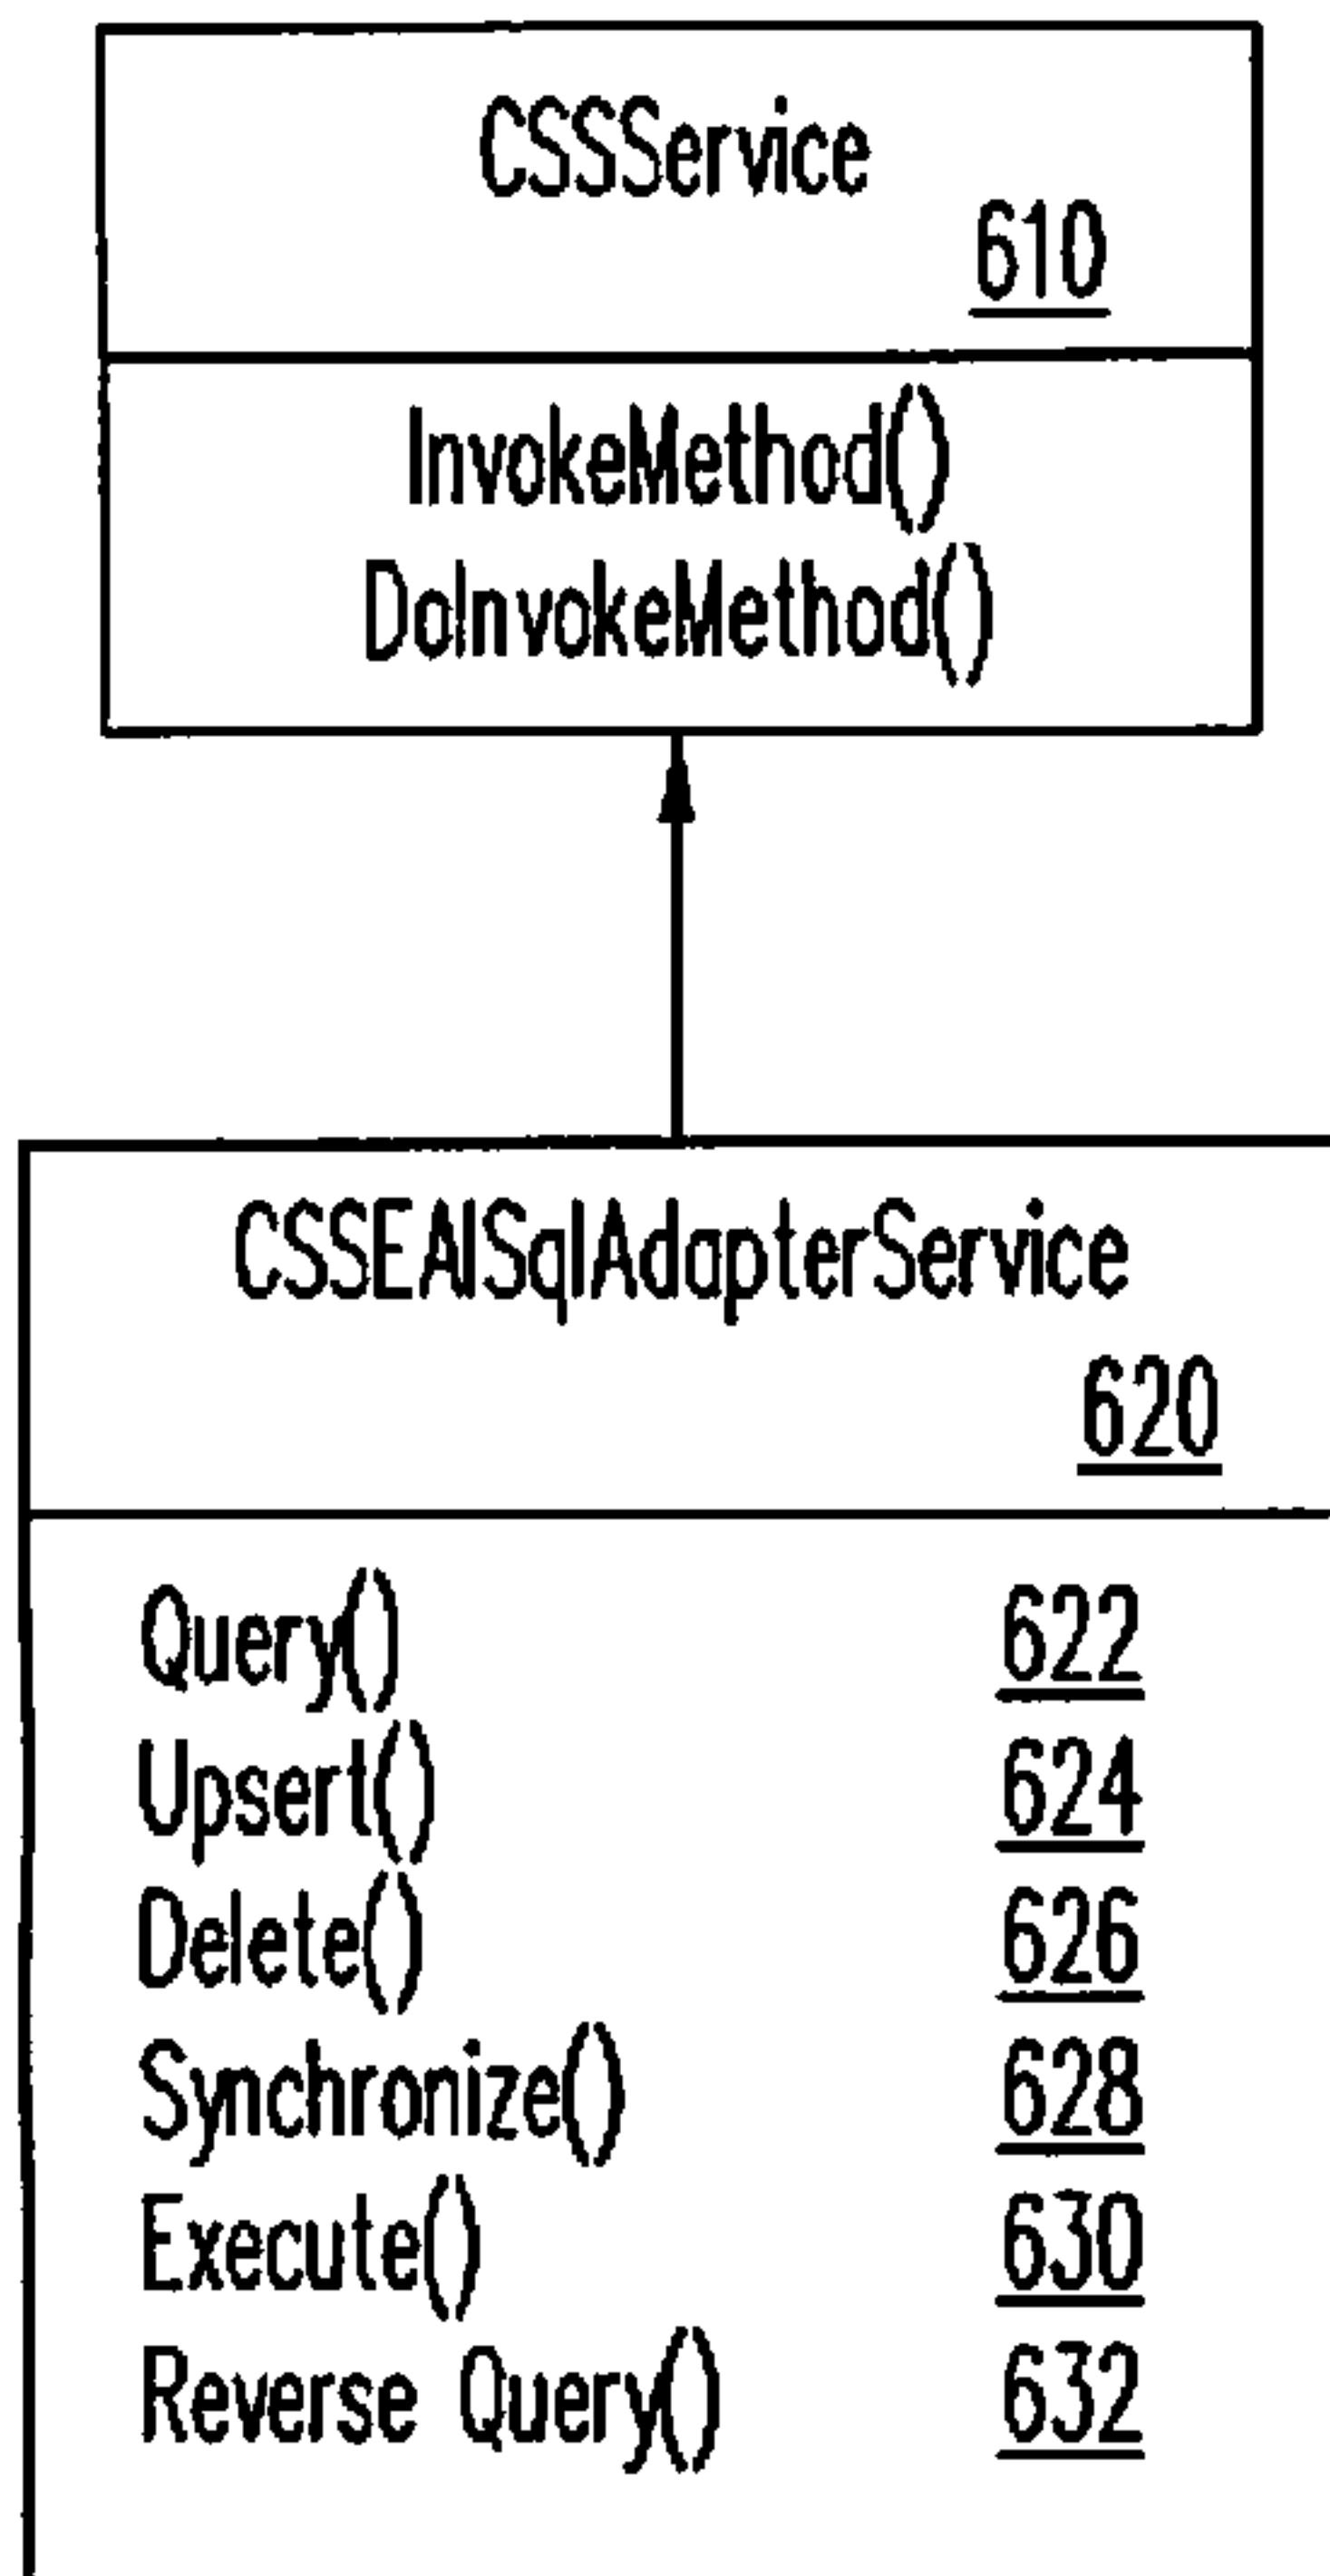 CSSService
610
InvokeMethod()
DoInvokeMethod()
CSSEAISqlAdapterService
620
Query() 622
Upsert() 624
Delete() 626
Synchronize() 628
Execute() 630
Reverse Query() 632